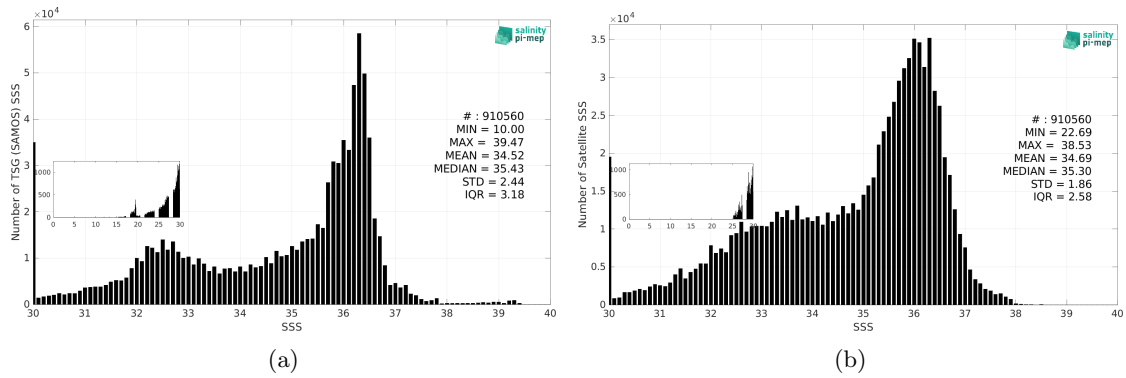 ×10⁴
6
5
4
3
2
1
0
Number of TSG (SAMOS) SSS
salinity
pi-mep
# : 910560
MIN = 10.00
MAX = 39.47
MEAN = 34.52
MEDIAN = 35.43
STD = 2.44
IQR = 3.18
1000
500
0
0 5 10 15 20 25 30
30 31 32 33 34 35 36 37 38 39 40
SSS
(a)
×10⁴
3.5
3
2.5
2
1.5
1
0.5
0
Number of Satellite SSS
salinity
pi-mep
# : 910560
MIN = 22.69
MAX = 38.53
MEAN = 34.69
MEDIAN = 35.30
STD = 1.86
IQR = 2.58
1000
500
0
0 5 10 15 20 25 30
30 31 32 33 34 35 36 37 38 39 40
SSS
(b)